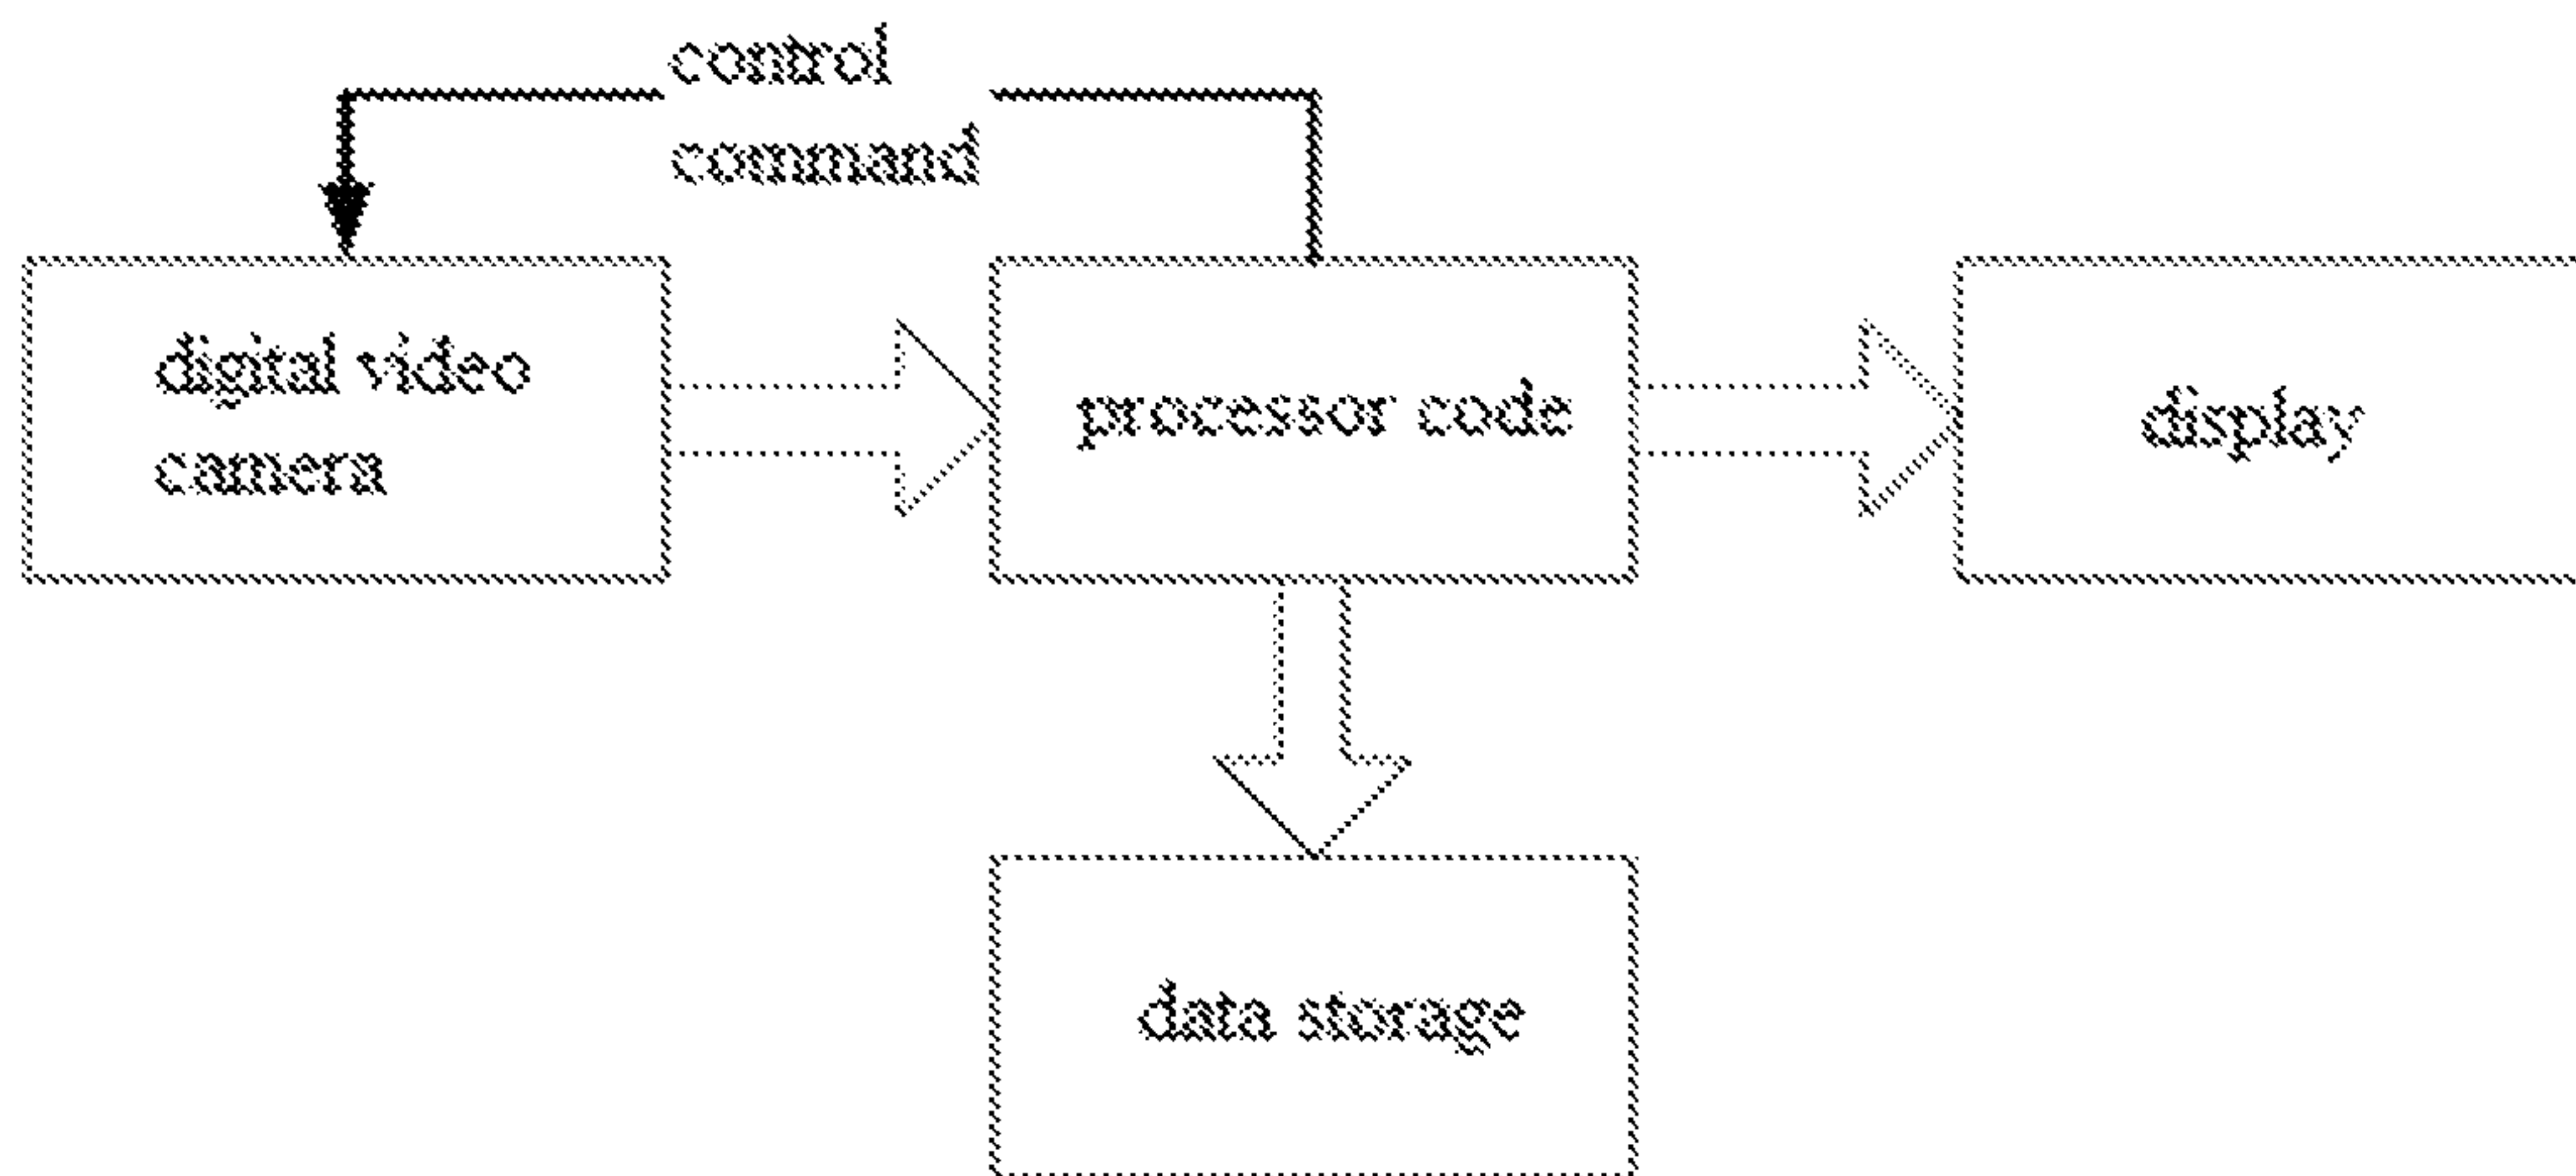 control
command
digital video
camera
processor code
display
data storage